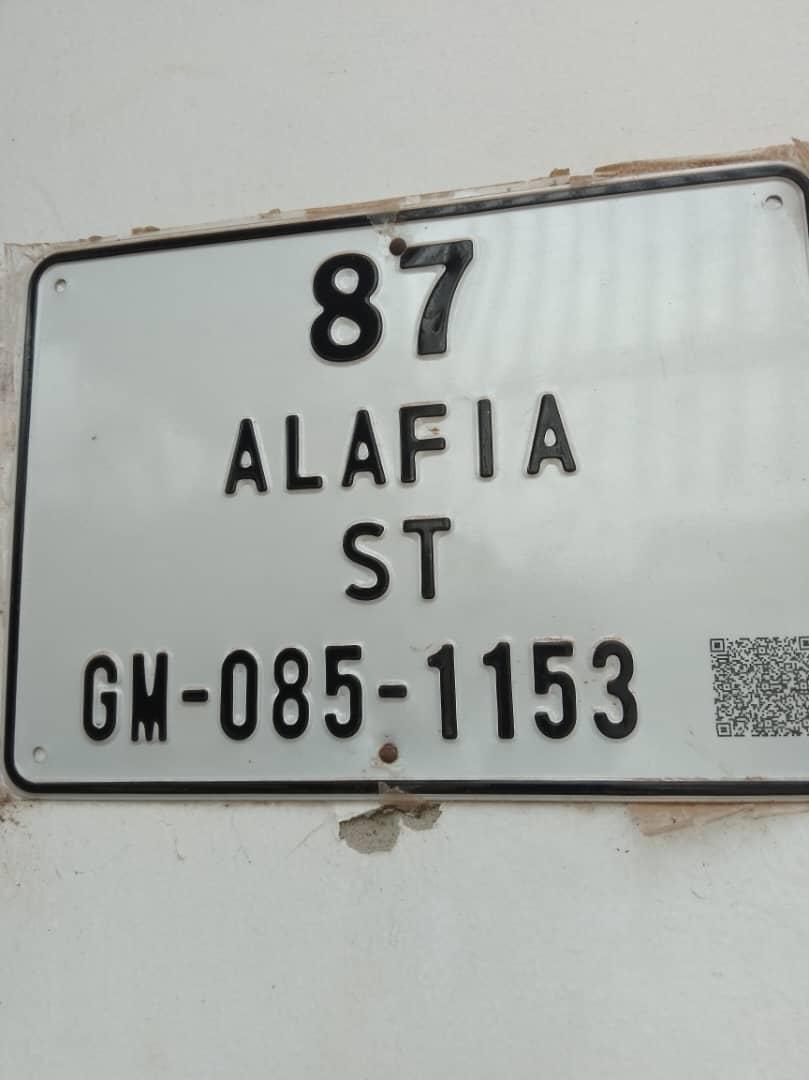 87
ALAFIA
ST
GM-085-1153